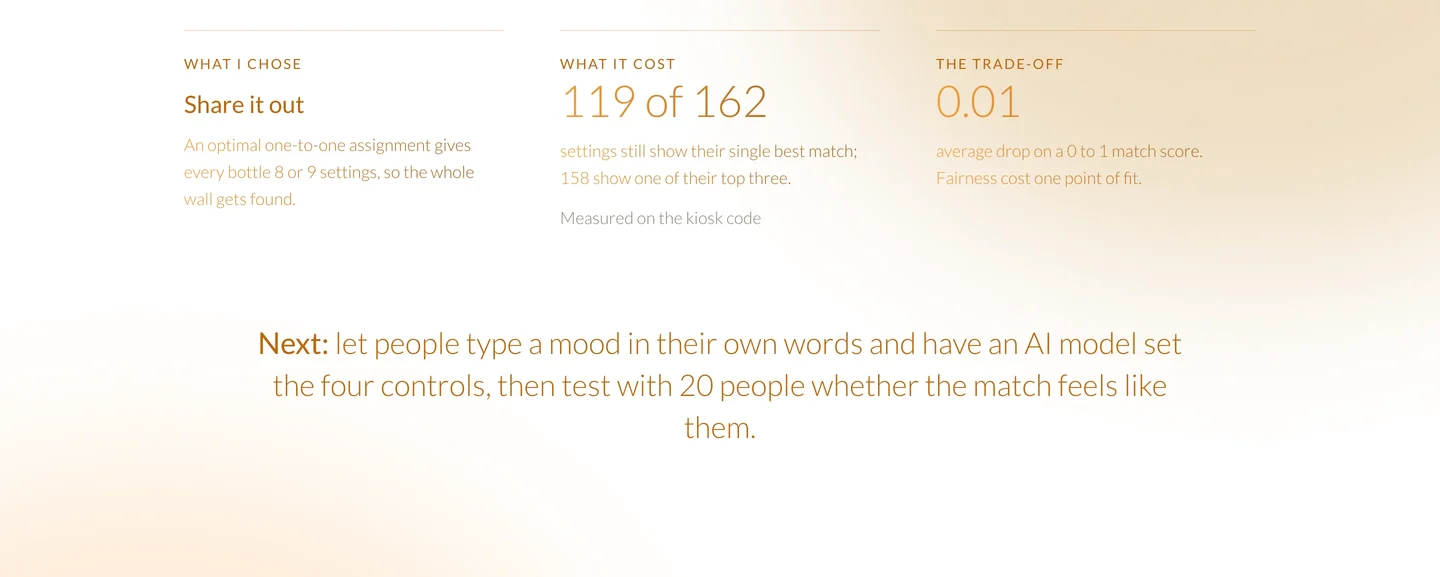 WHAT I CHOSE
Share it out
An optimal one-to-one assignment gives
every bottle 8 or 9 settings, so the whole
wall gets found.
WHAT IT COST
119 of 162
settings still show their single best match;
158 show one of their top three.
Measured on the kiosk code
THE TRADE-OFF
0.01
average drop on a 0 to 1 match score.
Fairness cost one point of fit.
Next: let people type a mood in their own words and have an AI model set
the four controls, then test with 20 people whether the match feels like
them.